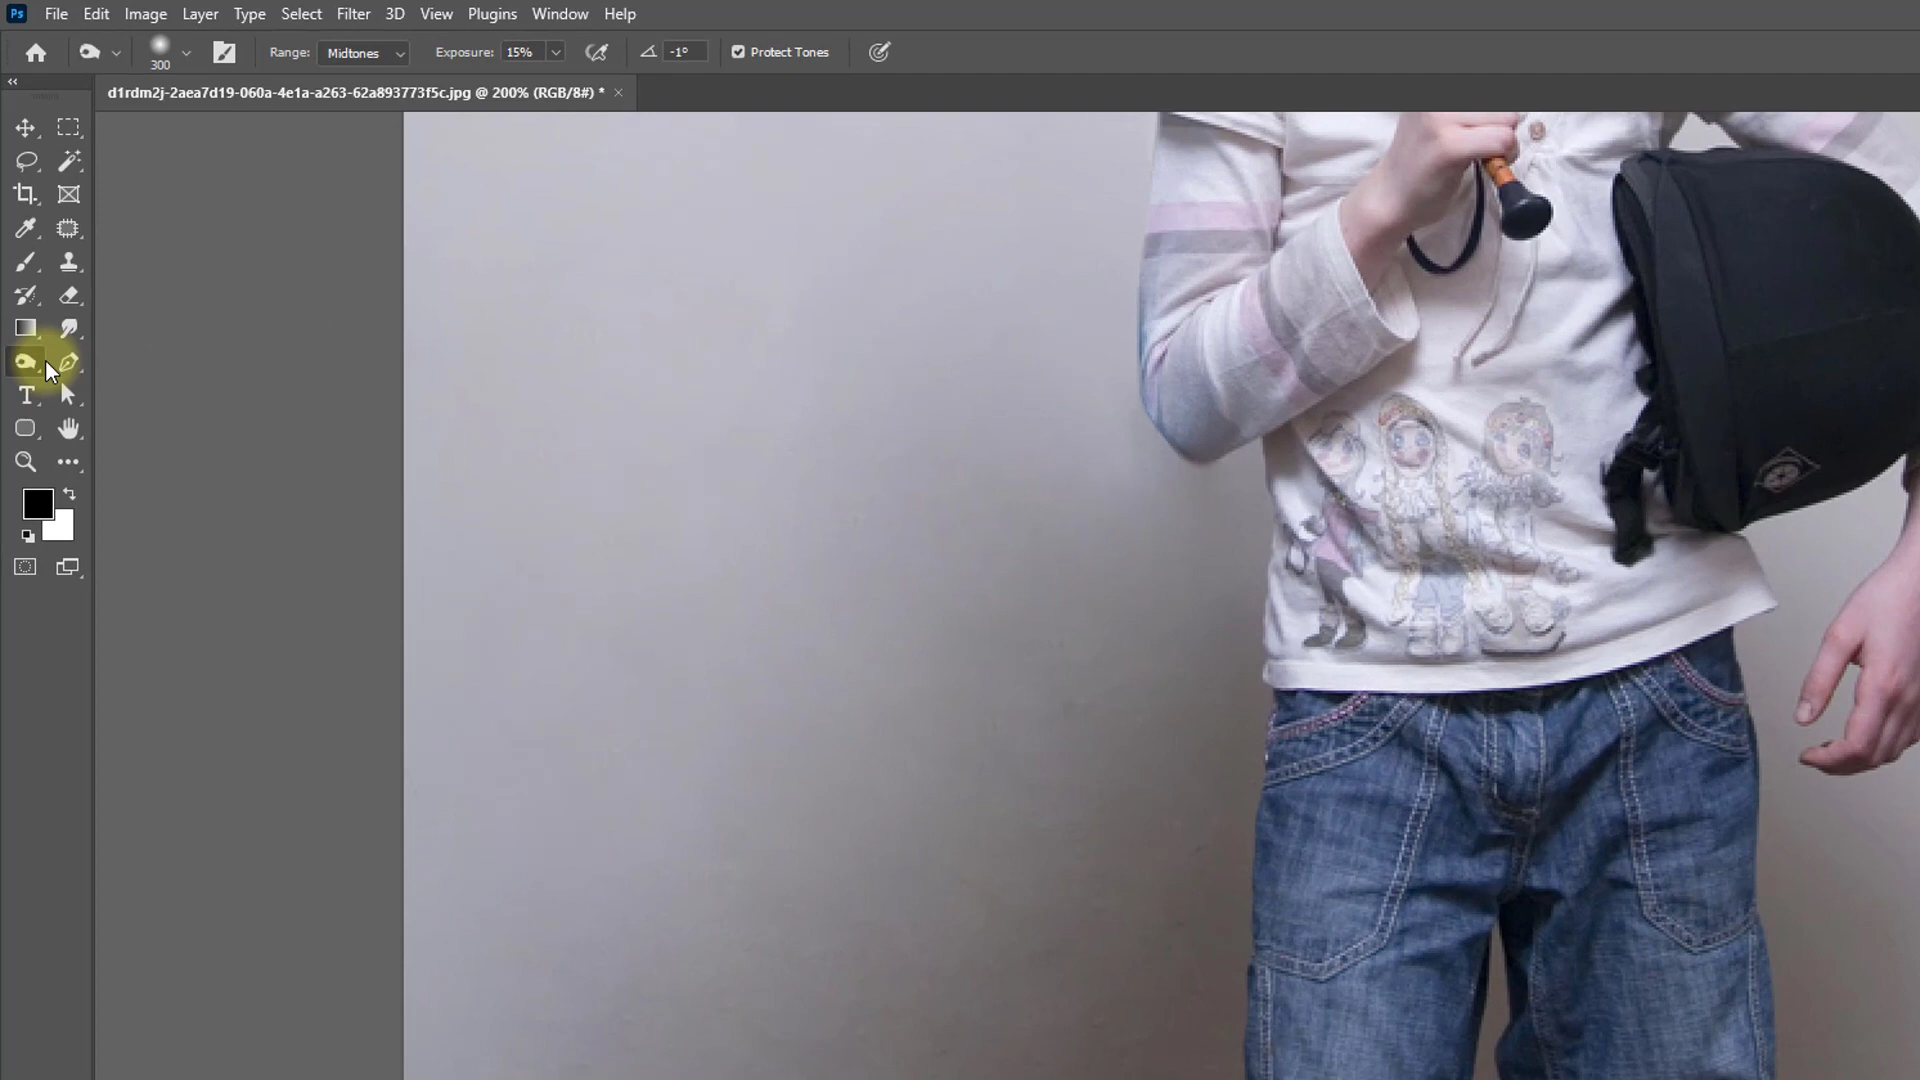 Ps File Edit Image Layer Type Select Filter 3D View Plugins Window Help
300 Range: Midtones Exposure: 15% -1° Protect Tones
d1rdm2j-2aea7d19-060a-4e1a-a263-62a893773f5c.jpg @ 200% (RGB/8#) *